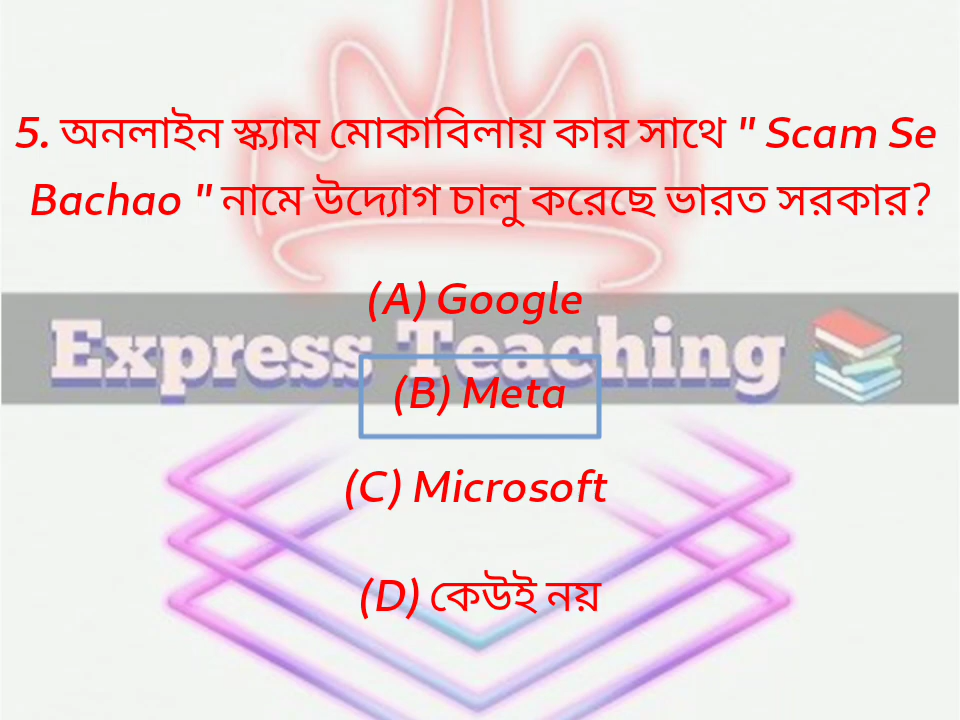 5. অনলাইন স্ক্যাম মোকাবিলায় কার সাথে " Scam Se
Bachao " নামে উদ্যোগ চালু করেছে ভারত সরকার?
(A) Google
Express Teaching
(B) Meta
(C) Microsoft
(D) কেউই নয়